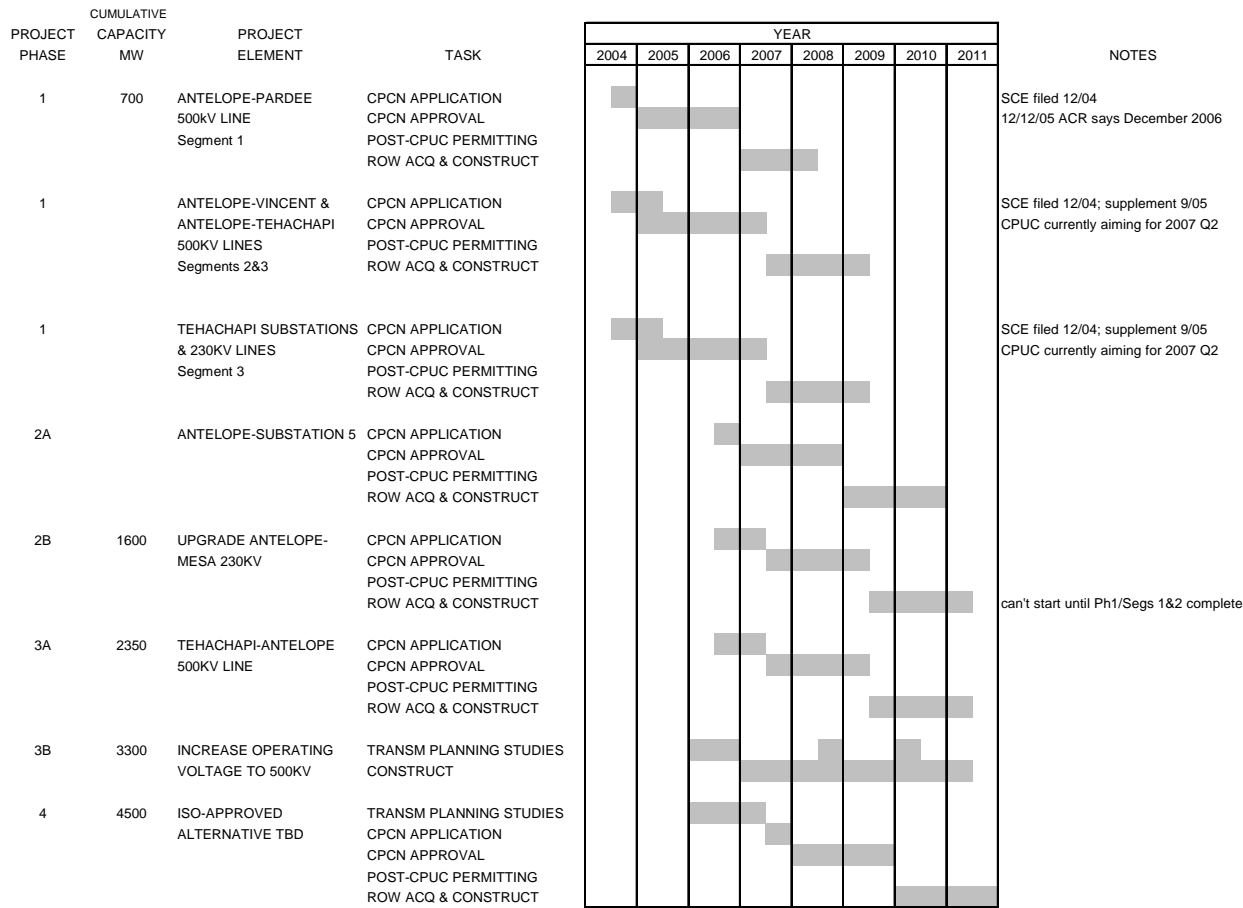 CUMULATIVE
PROJECT CAPACITY PROJECT YEAR
PHASE MW ELEMENT TASK 2004 2005 2006 2007 2008 2009 2010 2011 NOTES
1 700 ANTELOPE-PARDEE CPCN APPLICATION SCE filed 12/04
500kV LINE CPCN APPROVAL 12/12/05 ACR says December 2006
Segment 1 POST-CPUC PERMITTING
ROW ACQ & CONSTRUCT
1 ANTELOPE-VINCENT & CPCN APPLICATION SCE filed 12/04; supplement 9/05
ANTELOPE-TEHACHAPI CPCN APPROVAL CPUC currently aiming for 2007 Q2
500KV LINES POST-CPUC PERMITTING
Segments 2&3 ROW ACQ & CONSTRUCT
1 TEHACHAPI SUBSTATIONS CPCN APPLICATION SCE filed 12/04; supplement 9/05
& 230KV LINES CPCN APPROVAL CPUC currently aiming for 2007 Q2
Segment 3 POST-CPUC PERMITTING
ROW ACQ & CONSTRUCT
2A ANTELOPE-SUBSTATION 5 CPCN APPLICATION
CPCN APPROVAL
POST-CPUC PERMITTING
ROW ACQ & CONSTRUCT
2B 1600 UPGRADE ANTELOPE- CPCN APPLICATION
MESA 230KV CPCN APPROVAL
POST-CPUC PERMITTING
ROW ACQ & CONSTRUCT can't start until Ph1/Segs 1&2 complete
3A 2350 TEHACHAPI-ANTELOPE CPCN APPLICATION
500KV LINE CPCN APPROVAL
POST-CPUC PERMITTING
ROW ACQ & CONSTRUCT
3B 3300 INCREASE OPERATING TRANSM PLANNING STUDIES
VOLTAGE TO 500KV CONSTRUCT
4 4500 ISO-APPROVED TRANSM PLANNING STUDIES
ALTERNATIVE TBD CPCN APPLICATION
CPCN APPROVAL
POST-CPUC PERMITTING
ROW ACQ & CONSTRUCT